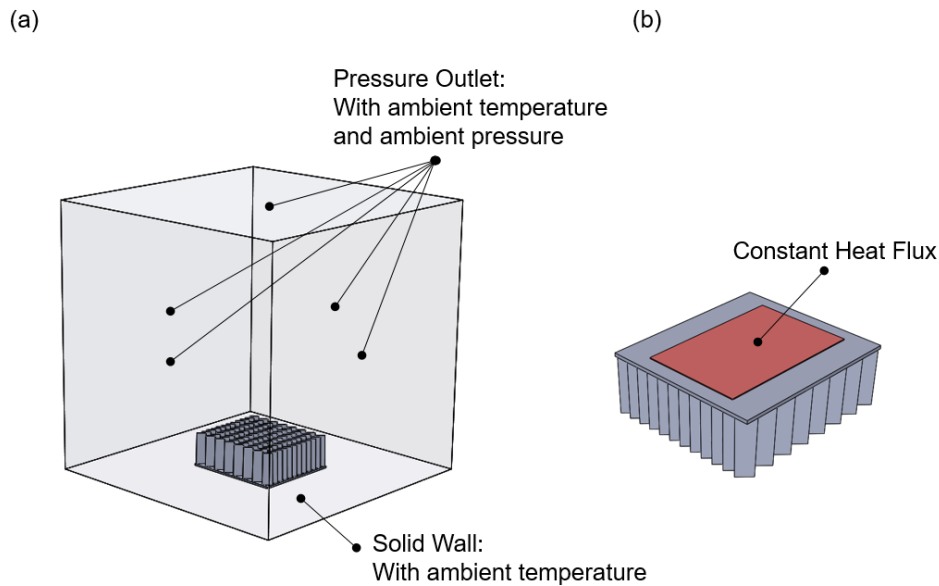 (a)
(b)
Pressure Outlet:
With ambient temperature
and ambient pressure
Constant Heat Flux
Solid Wall:
With ambient temperature